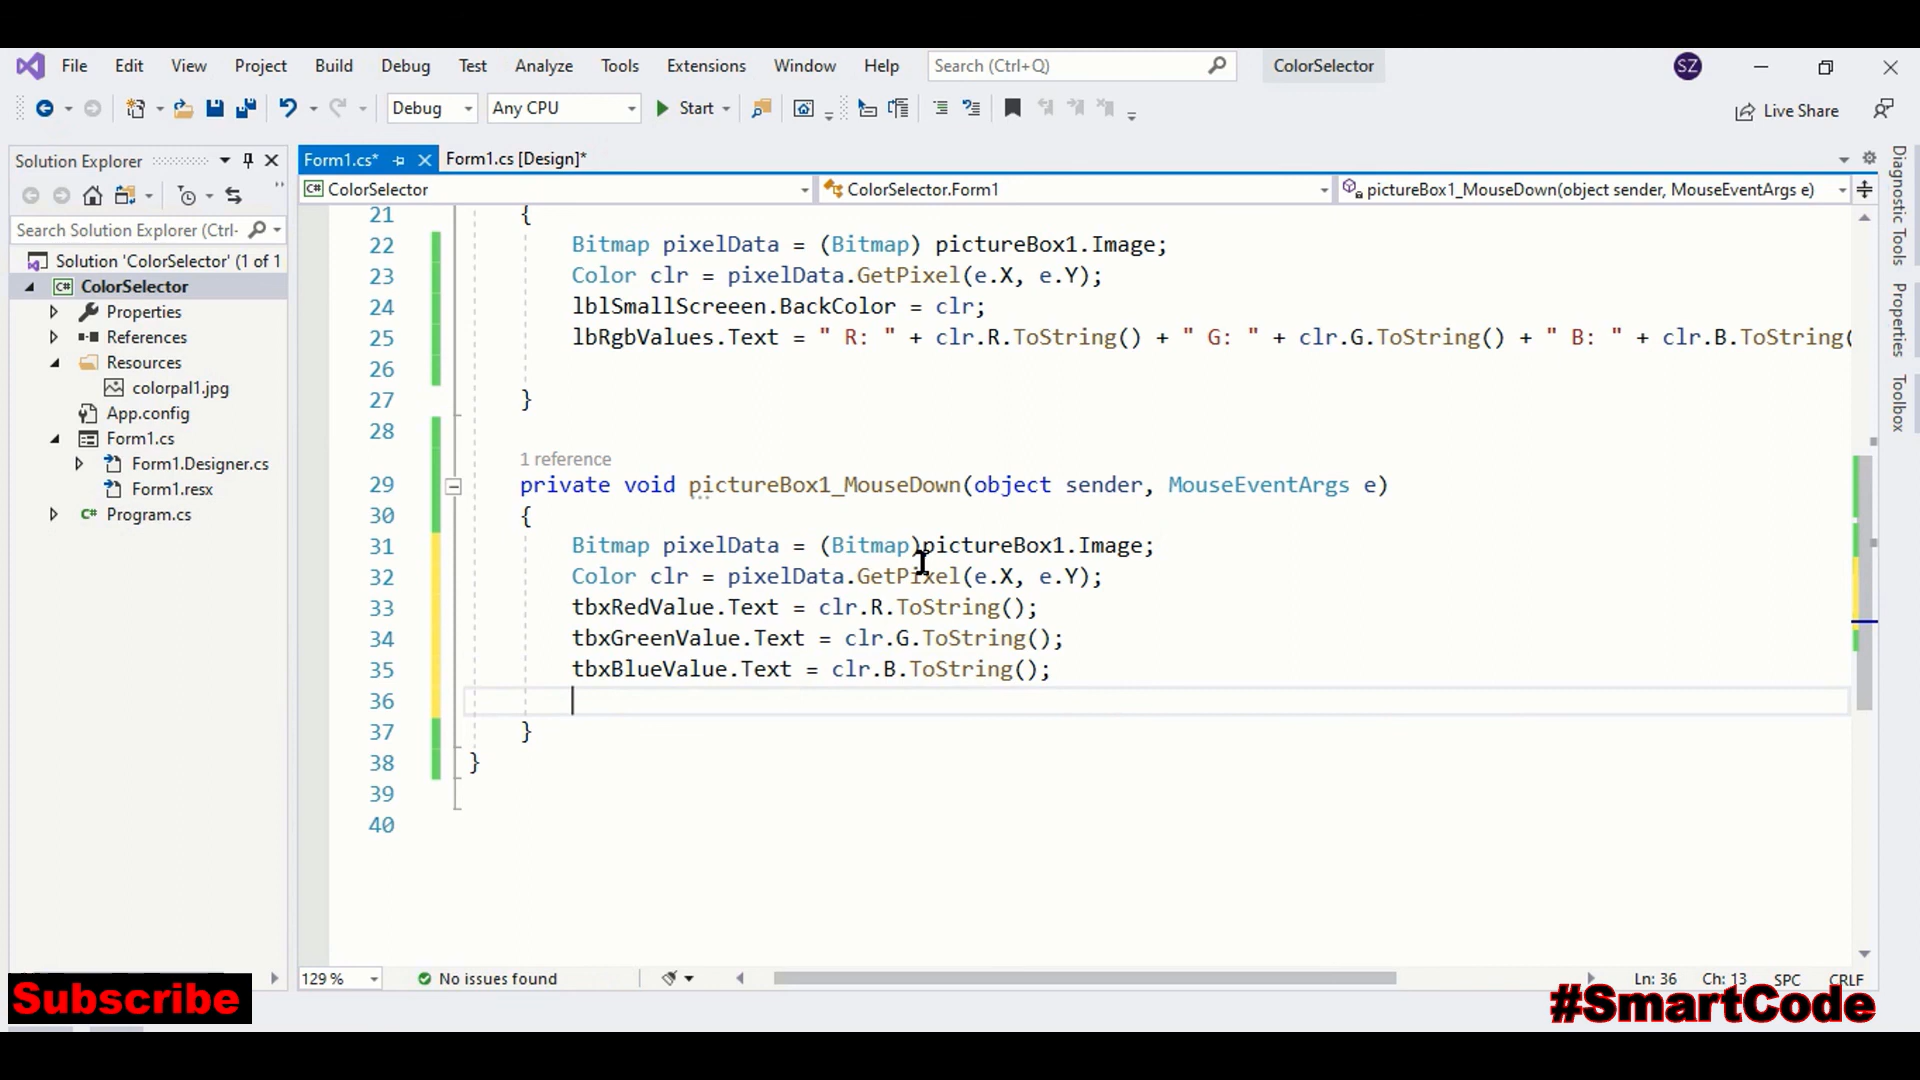 File Edit View Project Build Debug Test Analyze Tools Extensions Window Help Search (Ctrl+Q) ColorSelector SZ
Debug Any CPU Start Live Share
Solution Explorer
Search Solution Explorer (Ctrl-
Solution 'ColorSelector' (1 of 1
C# ColorSelector
Properties
References
Resources
colorpal1.jpg
App.config
Form1.cs
Form1.Designer.cs
Form1.resx
C# Program.cs
Form1.cs* Form1.cs [Design]*
C# ColorSelector ColorSelector.Form1 pictureBox1_MouseDown(object sender, MouseEventArgs e)
21 {
22 Bitmap pixelData = (Bitmap) pictureBox1.Image;
23 Color clr = pixelData.GetPixel(e.X, e.Y);
24 lblSmallScreeen.BackColor = clr;
25 lbRgbValues.Text = " R: " + clr.R.ToString() + " G: " + clr.G.ToString() + " B: " + clr.B.ToString(
26
27 }
28
1 reference
29 private void pictureBox1_MouseDown(object sender, MouseEventArgs e)
30 {
31 Bitmap pixelData = (Bitmap)pictureBox1.Image;
32 Color clr = pixelData.GetPixel(e.X, e.Y);
33 tbxRedValue.Text = clr.R.ToString();
34 tbxGreenValue.Text = clr.G.ToString();
35 tbxBlueValue.Text = clr.B.ToString();
36
37 }
38 }
39
40
129 % No issues found Ln: 36 Ch: 13 SPC CRLF
Diagnostic Tools
Properties
Toolbox
Subscribe
#SmartCode